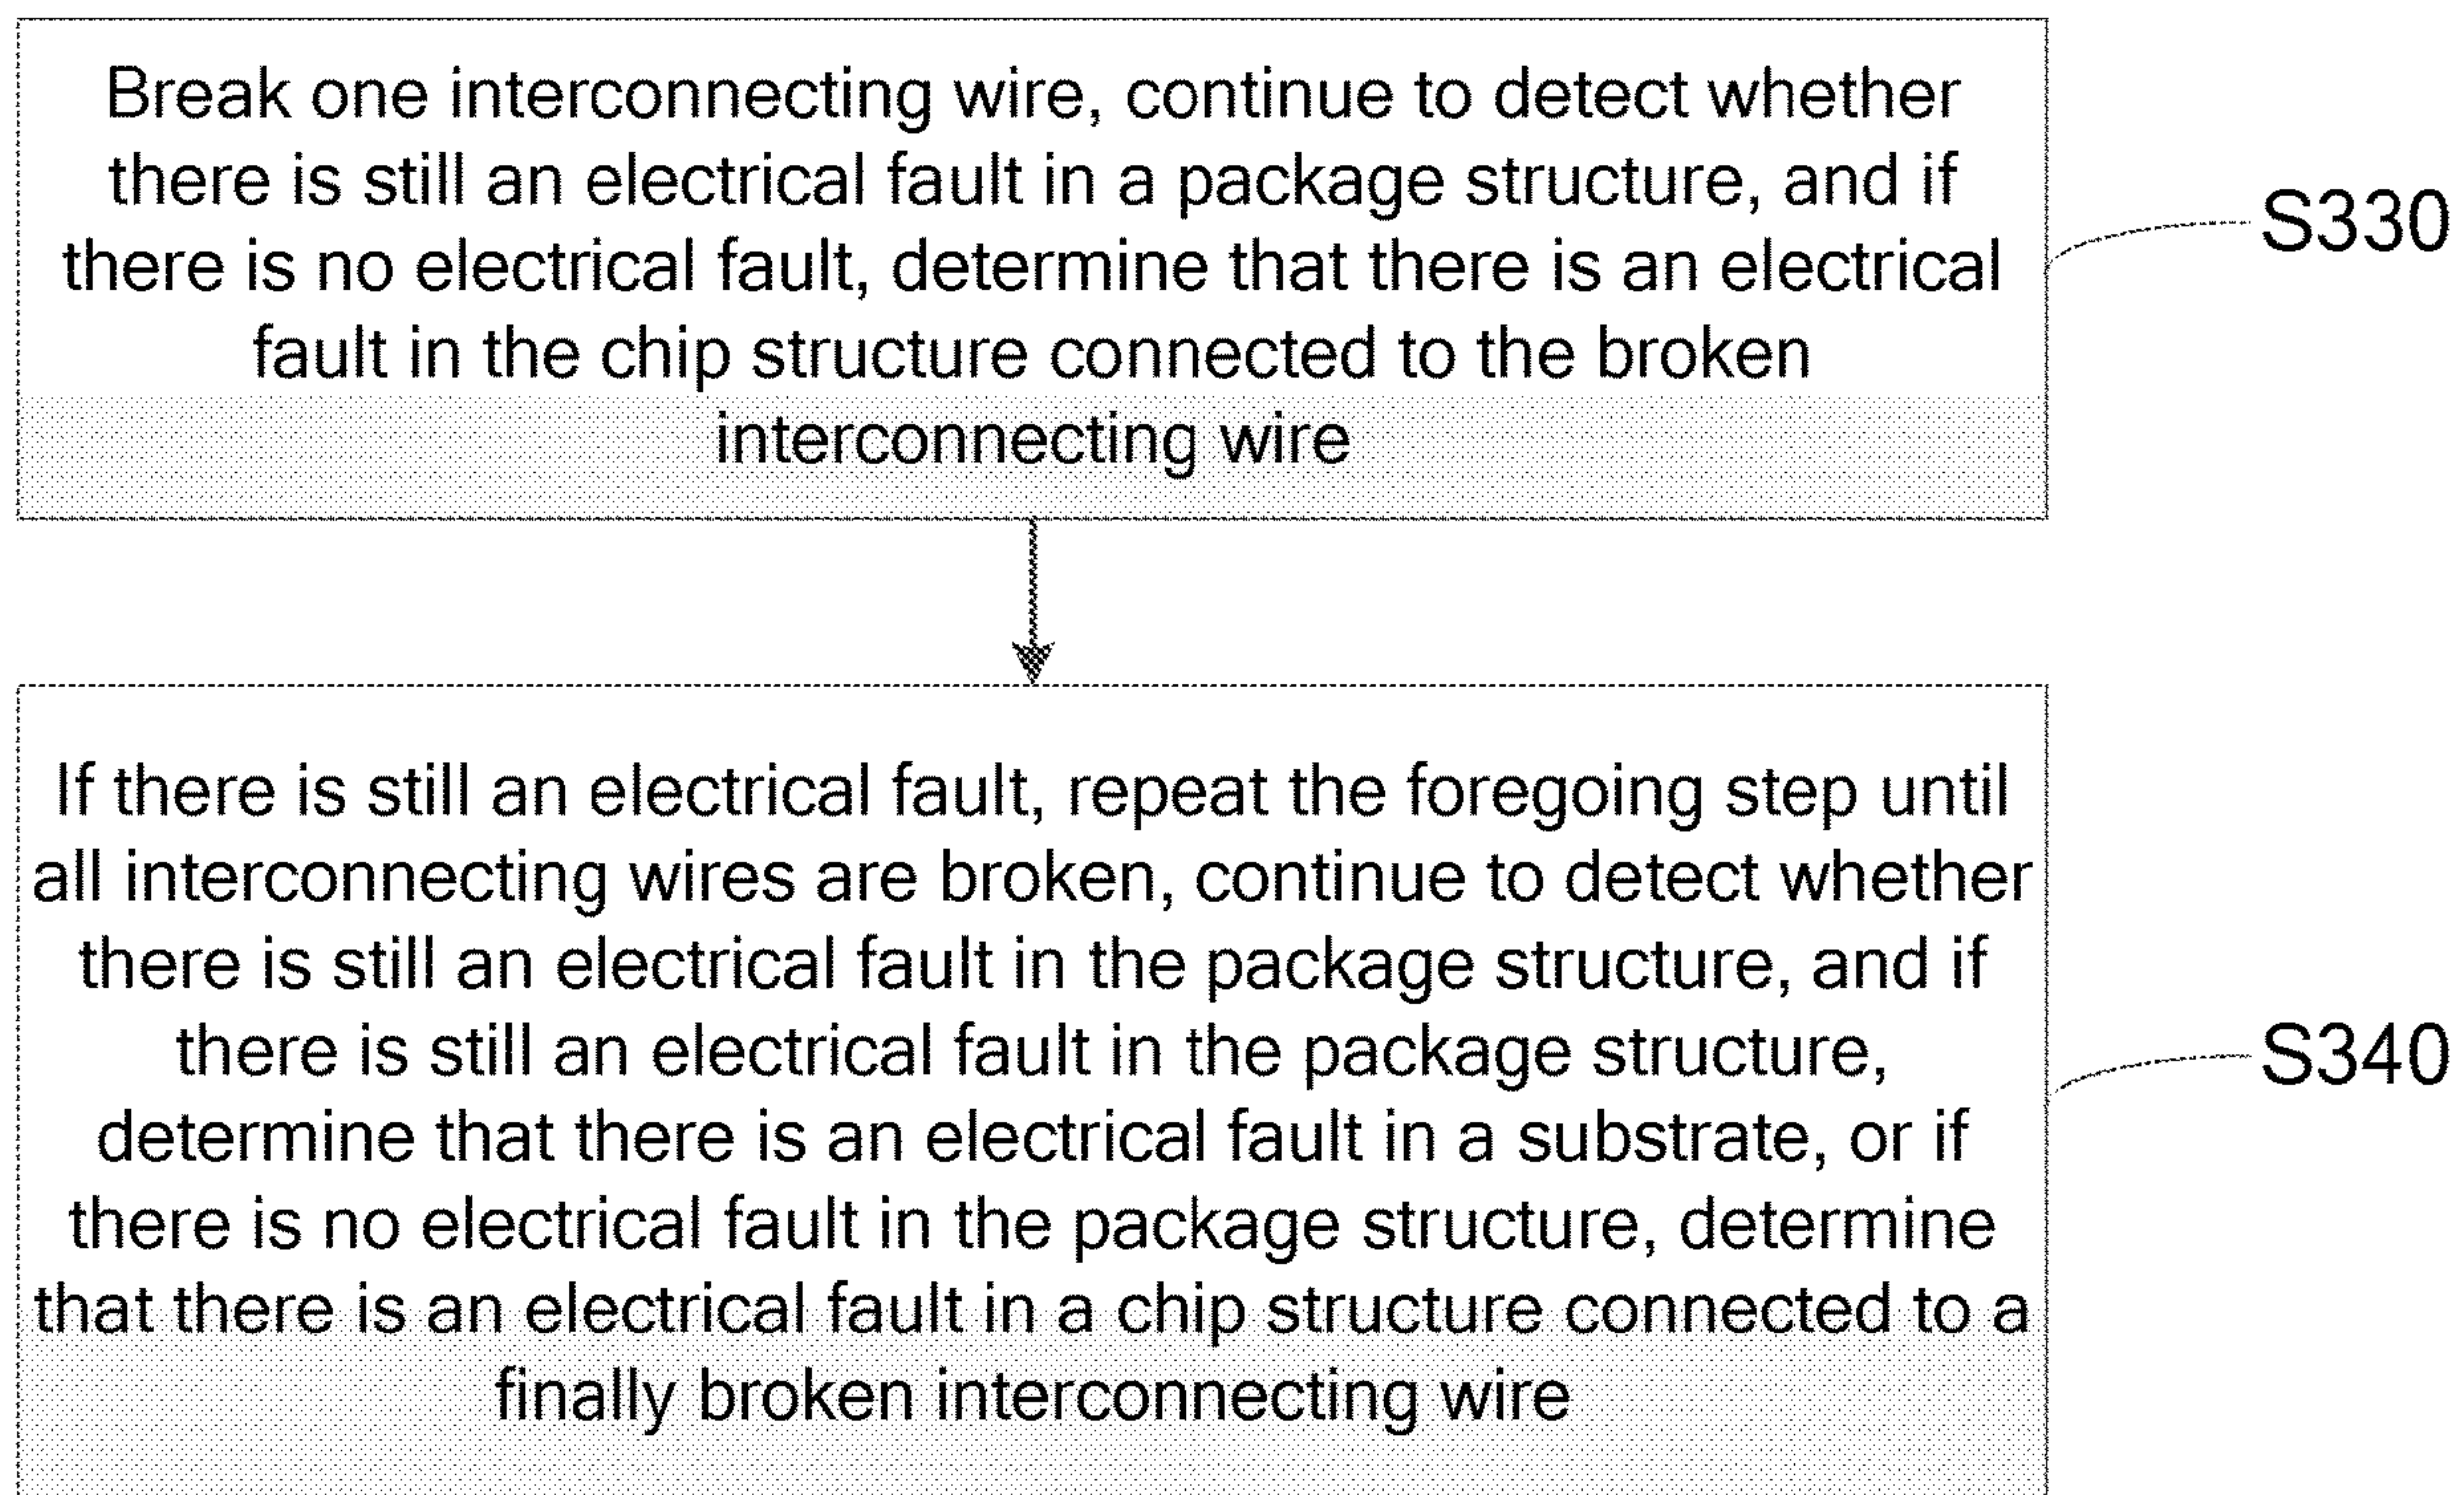 Break one interconnecting wire, continue to detect whether
there is still an electrical fault in a package structure, and if
there is no electrical fault, determine that there is an electrical
fault in the chip structure connected to the broken
interconnecting wire
S330
If there is still an electrical fault, repeat the foregoing step until
all interconnecting wires are broken, continue to detect whether
there is still an electrical fault in the package structure, and if
there is still an electrical fault in the package structure,
determine that there is an electrical fault in a substrate, or if
there is no electrical fault in the package structure, determine
that there is an electrical fault in a chip structure connected to a
finally broken interconnecting wire
S340